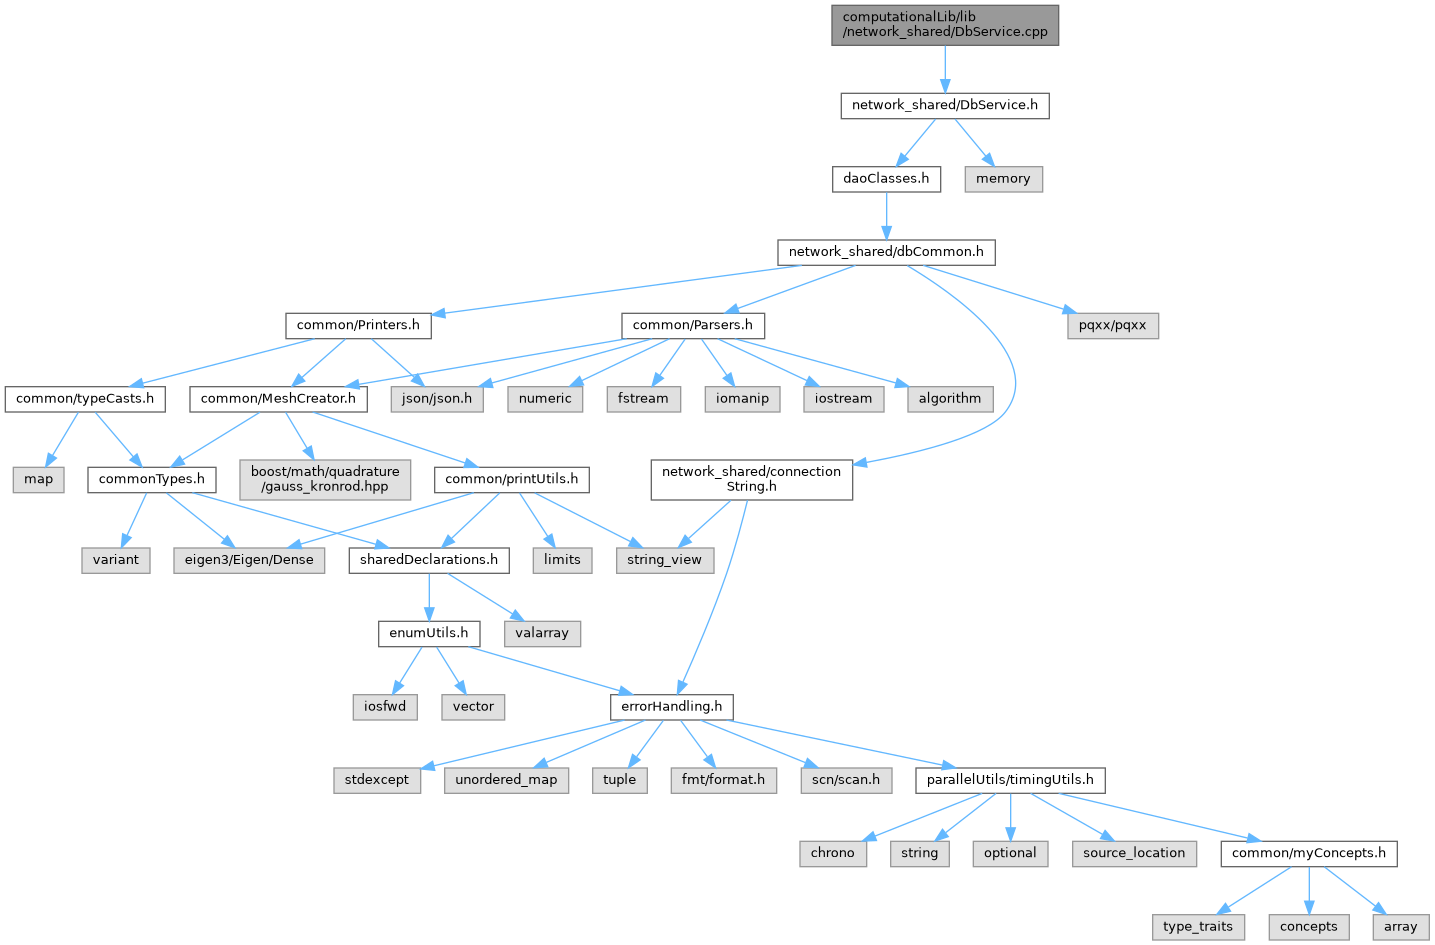 computationalLib/lib
/network_shared/DbService.cpp
network_shared/DbService.h
daoClasses.h
memory
network_shared/dbCommon.h
common/Printers.h
common/Parsers.h
pqxx/pqxx
common/typeCasts.h
common/MeshCreator.h
json/json.h
numeric
fstream
iomanip
iostream
algorithm
map
commonTypes.h
boost/math/quadrature
/gauss_kronrod.hpp
common/printUtils.h
network_shared/connection
String.h
variant
eigen3/Eigen/Dense
sharedDeclarations.h
limits
string_view
enumUtils.h
valarray
iosfwd
vector
errorHandling.h
stdexcept
unordered_map
tuple
fmt/format.h
scn/scan.h
parallelUtils/timingUtils.h
chrono
string
optional
source_location
common/myConcepts.h
type_traits
concepts
array